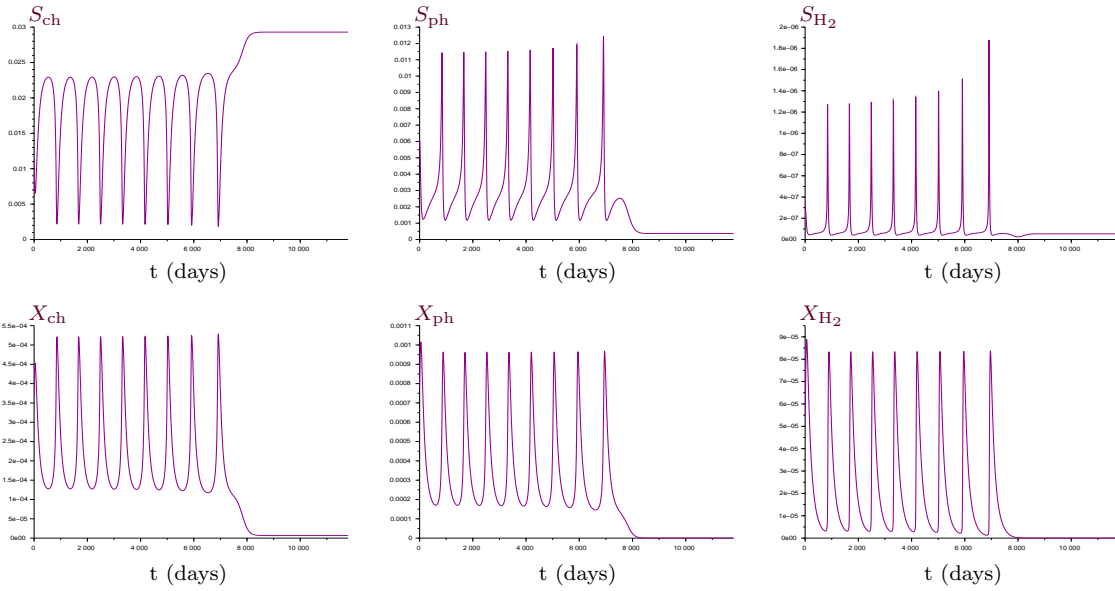 S_ch
0.03
0.025
0.02
0.015
0.01
0.005
0
0 2 000 4 000 6 000 8 000 10 000
t (days)
S_ph
0.013
0.012
0.011
0.01
0.009
0.008
0.007
0.006
0.005
0.004
0.003
0.002
0.001
0
0 2 000 4 000 6 000 8 000 10 000
t (days)
S_H2
2e-06
1.8e-06
1.6e-06
1.4e-06
1.2e-06
1e-06
8e-07
6e-07
4e-07
2e-07
0e00
0 2 000 4 000 6 000 8 000 10 000
t (days)
X_ch
5.5e-04
5e-04
4.5e-04
4e-04
3.5e-04
3e-04
2.5e-04
2e-04
1.5e-04
1e-04
5e-05
0e00
0 2 000 4 000 6 000 8 000 10 000
t (days)
X_ph
0.0011
0.001
0.0009
0.0008
0.0007
0.0006
0.0005
0.0004
0.0003
0.0002
0.0001
0
0 2 000 4 000 6 000 8 000 10 000
t (days)
X_H2
9e-05
8e-05
7e-05
6e-05
5e-05
4e-05
3e-05
2e-05
1e-05
0e00
0 2 000 4 000 6 000 8 000 10 000
t (days)